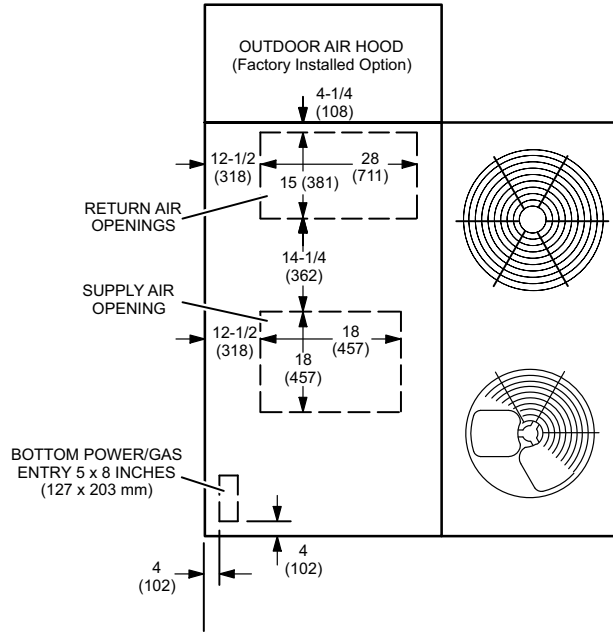 OUTDOOR AIR HOOD
(Factory Installed Option)
4-1/4
(108)
12-1/2
(318)
28
(711)
15 (381)
RETURN AIR
OPENINGS
14-1/4
(362)
SUPPLY AIR
OPENING
12-1/2
(318)
18
(457)
18
(457)
BOTTOM POWER/GAS
ENTRY 5 x 8 INCHES
(127 x 203 mm)
4
(102)
4
(102)